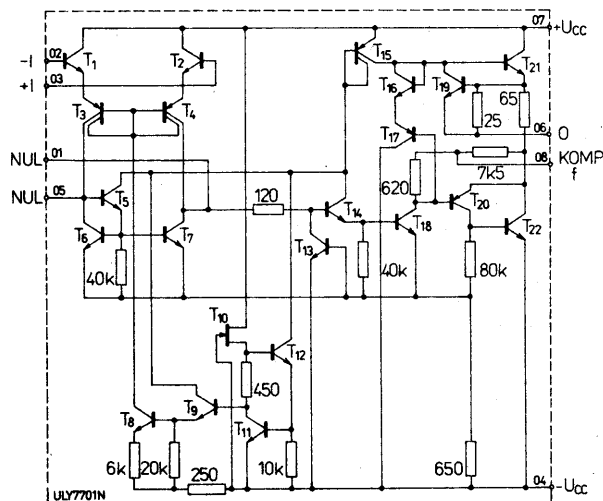 07 +Ucc
-I 02 T1 T2 T15 T21
+I 03 T16 T19 65
T3 T4 25
06 O
T17
NUL 01 08 KOMP
7k5 f
NUL 05 620
T5 120 T14 T20
T6 T7 T18 T22
T13
40k 40k 80k
T10 T12
450
T8 T9 T11
6k 20k 250 10k 650
04 -Ucc
ULY7701N